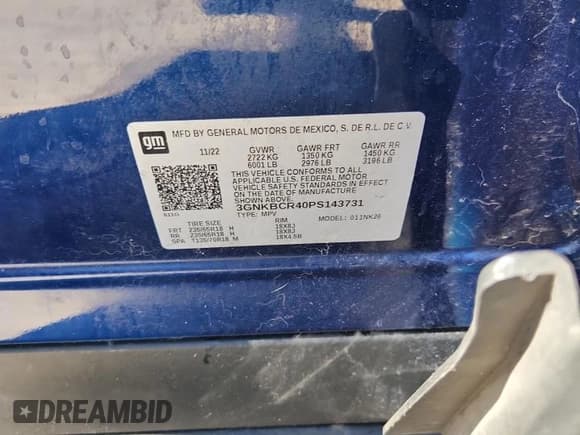 gm
MFD BY GENERAL MOTORS DE MEXICO, S. DE R.L. DE C.V.
11/22 GVWR GAWR FRT GAWR RR
2722 KG 1350 KG 1450 KG
6001 LB 2976 LB 3196 LB
THIS VEHICLE CONFORMS TO ALL
APPLICABLE U.S. FEDERAL MOTOR
VEHICLE SAFETY AND THEFT PREVENTION
STANDARDS IN EFFECT ON THE DATE OF MANUFACTURE
SHOWN ABOVE.
3GNKBCR40PS143731
TYPE: MPV MODEL: 011NK26
TIRE SIZE RIM
FRT 235/65R18 H 18X8J
RR 235/65R18 H 18X8J
SPA T135/70R18 M 18X4.5B
DREAMBID